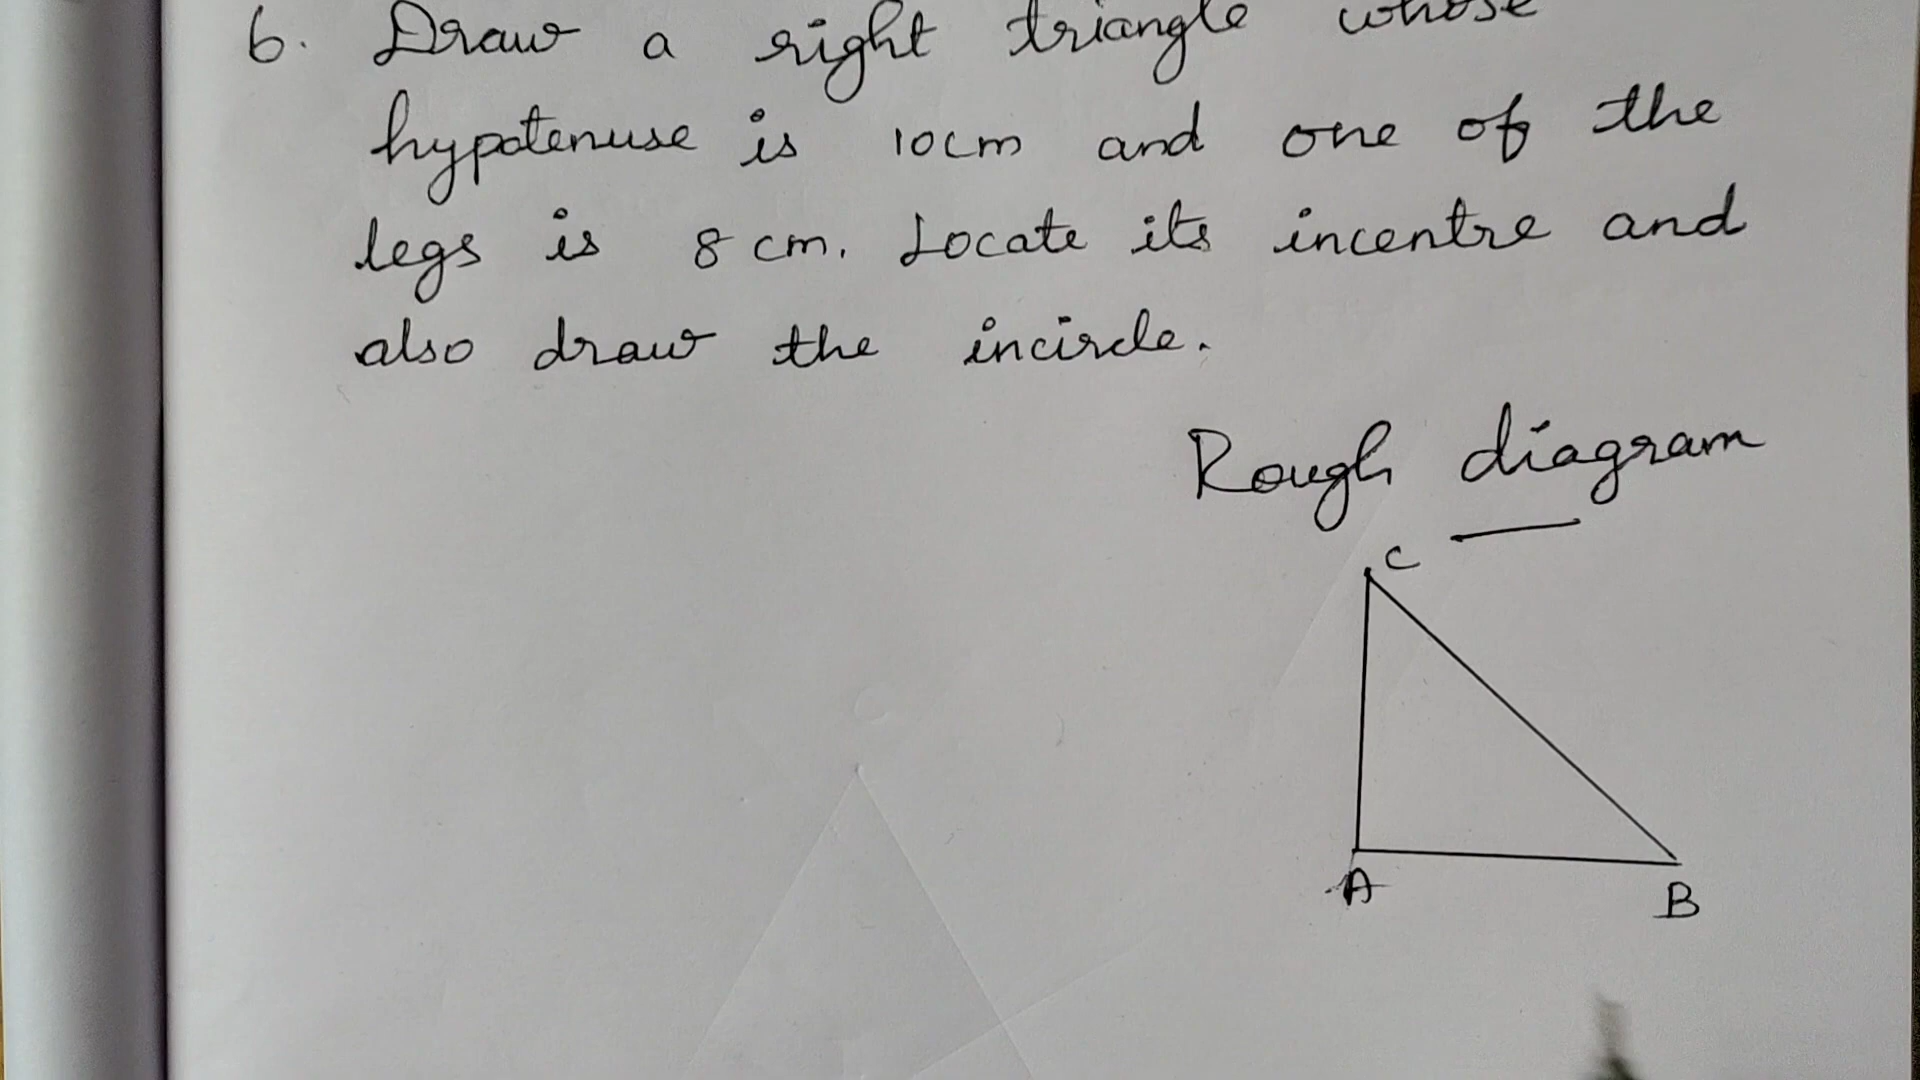 6. Draw a right triangle whose
hypotenuse is 10cm and one of the
legs is 8 cm. Locate its incentre and
also draw the incircle.
Rough diagram
C
A
B